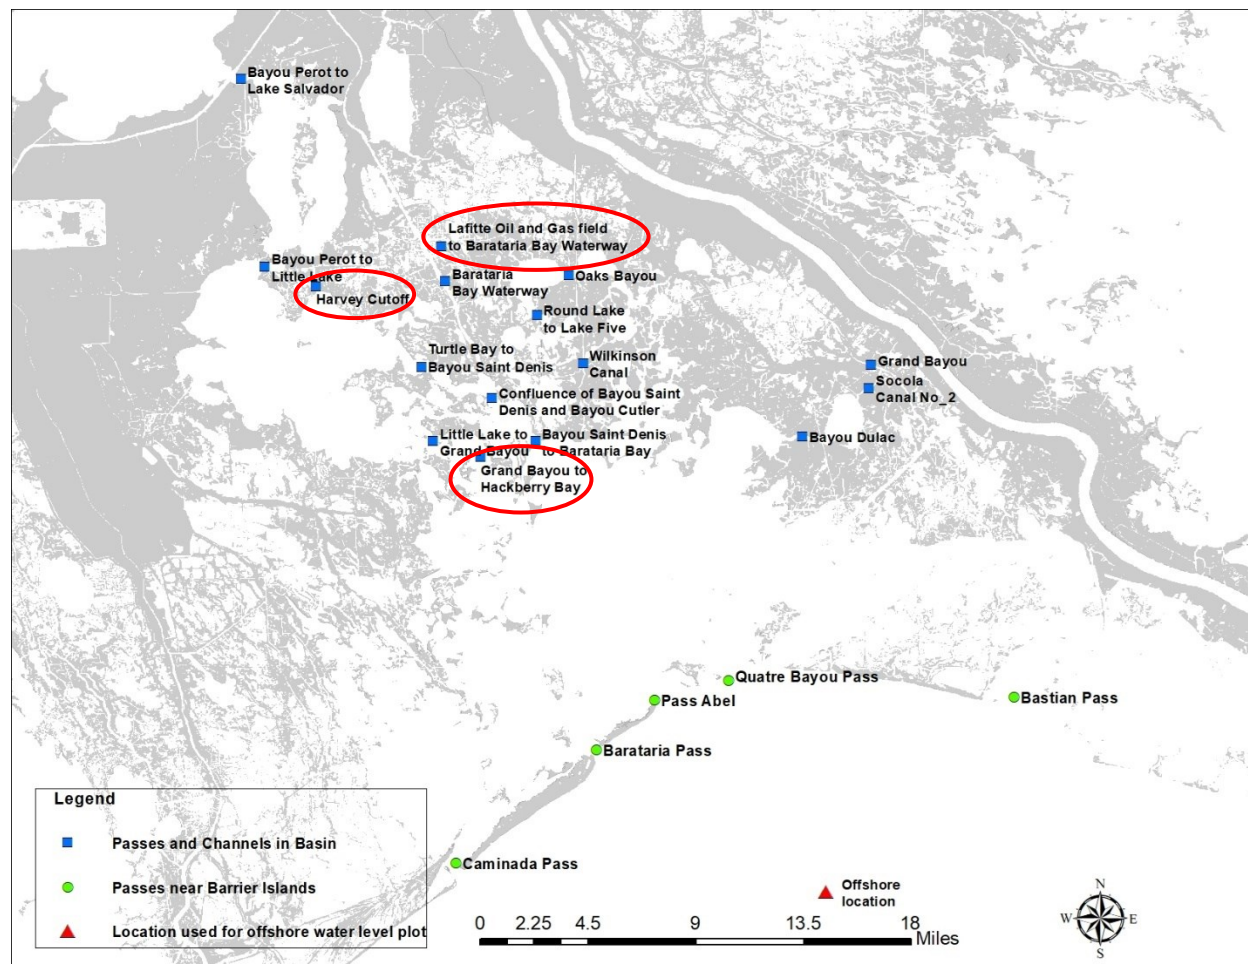 Bayou Perot to
Lake Salvador
Lafitte Oil and Gas field
to Barataria Bay Waterway
Bayou Perot to
Little Lake
Harvey Cutoff
Barataria
Bay Waterway
Oaks Bayou
Round Lake
to Lake Five
Turtle Bay to
Bayou Saint Denis
Wilkinson
Canal
Grand Bayou
Socola
Canal No_2
Confluence of Bayou Saint
Denis and Bayou Cutler
Little Lake to
Grand Bayou
Bayou Saint Denis
to Barataria Bay
Bayou Dulac
Grand Bayou to
Hackberry Bay
Quatre Bayou Pass
Pass Abel
Bastian Pass
Barataria Pass
Caminada Pass
Legend
Passes and Channels in Basin
Passes near Barrier Islands
Location used for offshore water level plot
Offshore
location
0 2.25 4.5 9 13.5 18
Miles
N
W E
S